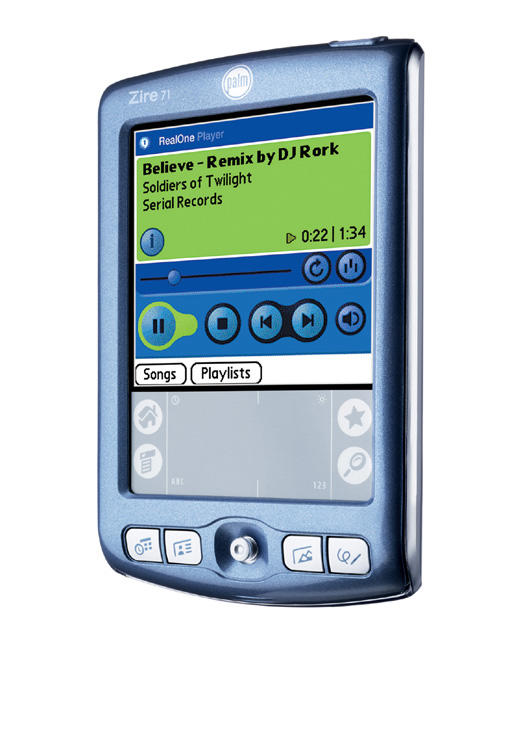 palm
Zire 71
RealOne Player
Believe - Remix by DJ Rork
Soldiers of Twilight
Serial Records
i
0:22 | 1:34
Songs
Playlists
ABC
123